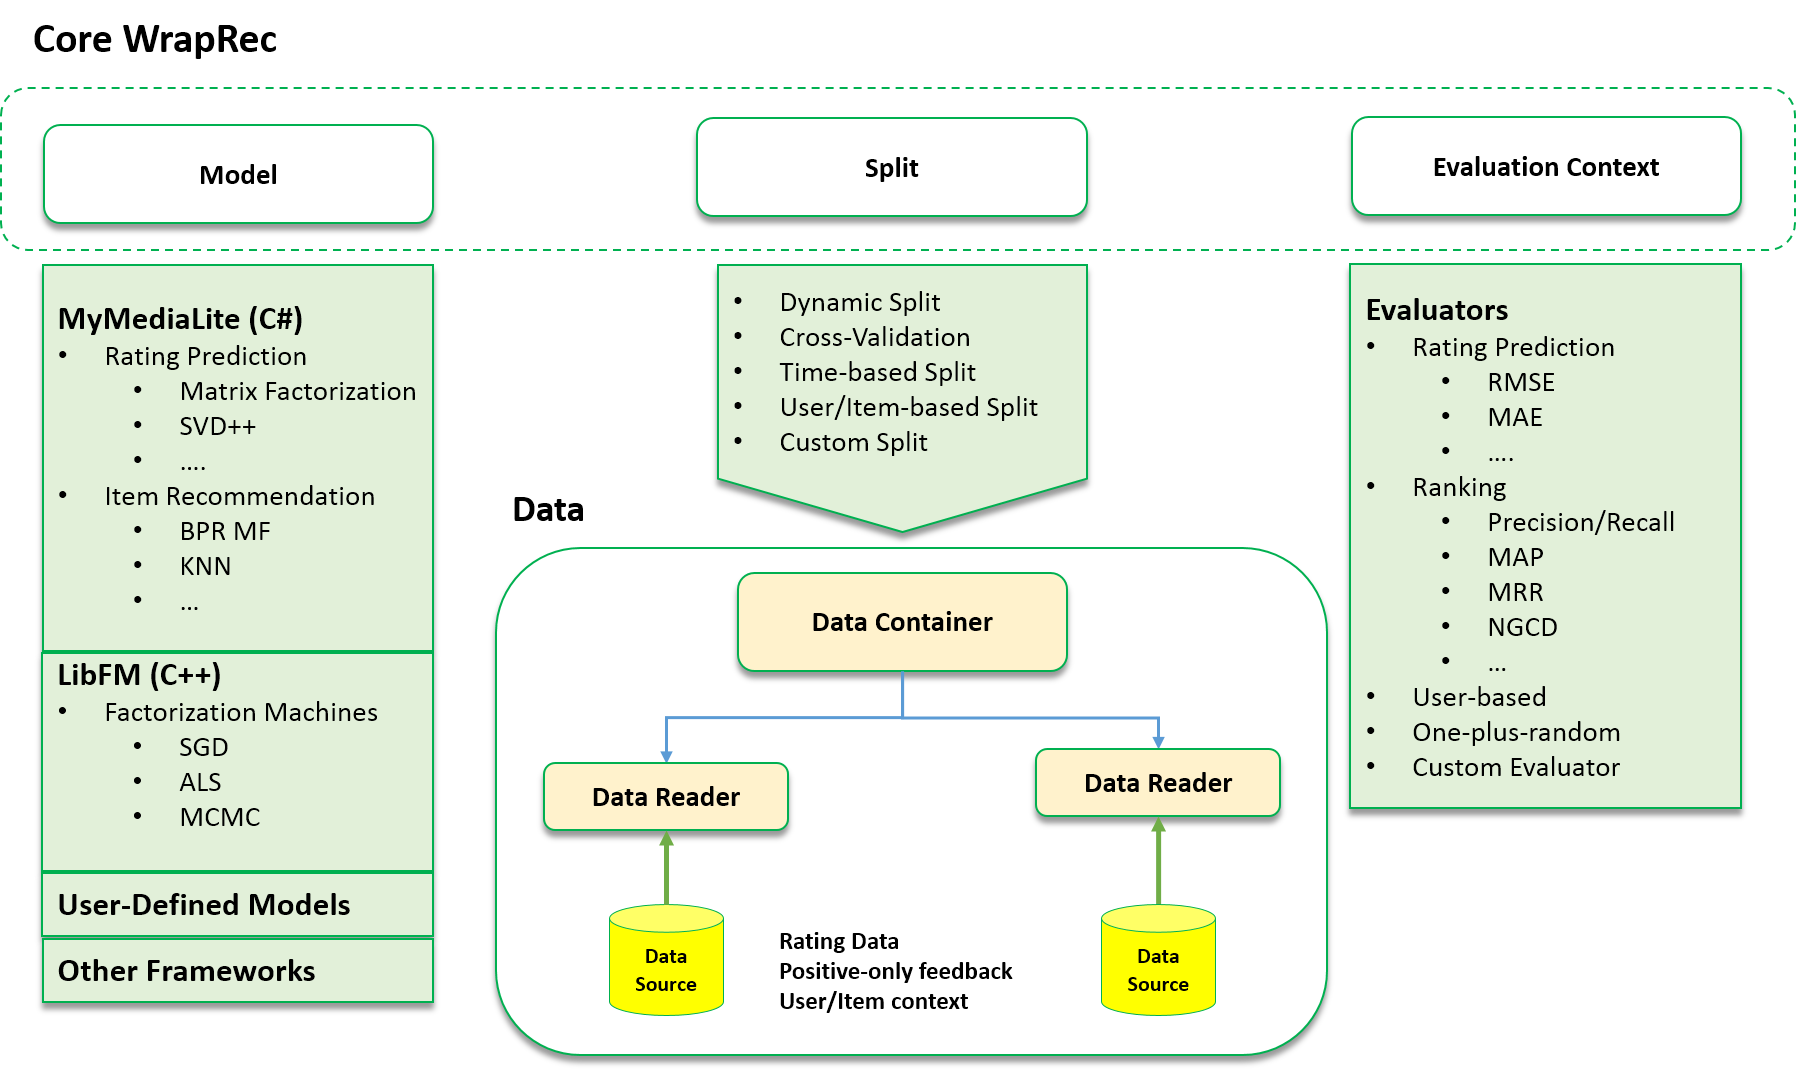 Core WrapRec
Model
Split
Evaluation Context
MyMediaLite (C#)
• Rating Prediction
• Matrix Factorization
• SVD++
• ....
• Item Recommendation
• BPR MF
• KNN
• ...
LibFM (C++)
• Factorization Machines
• SGD
• ALS
• MCMC
User-Defined Models
Other Frameworks
• Dynamic Split
• Cross-Validation
• Time-based Split
• User/Item-based Split
• Custom Split
Data
Data Container
Data Reader
Data Reader
Data
Source
Rating Data
Positive-only feedback
User/Item context
Data
Source
Evaluators
• Rating Prediction
• RMSE
• MAE
• ....
• Ranking
• Precision/Recall
• MAP
• MRR
• NGCD
• ...
• User-based
• One-plus-random
• Custom Evaluator